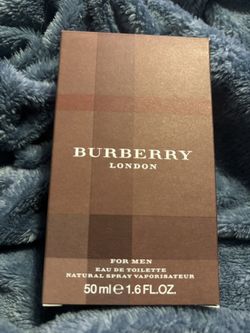 BURBERRY
LONDON
FOR MEN
EAU DE TOILETTE
NATURAL SPRAY VAPORISATEUR
50 ml ℮ 1.6 FL.OZ.